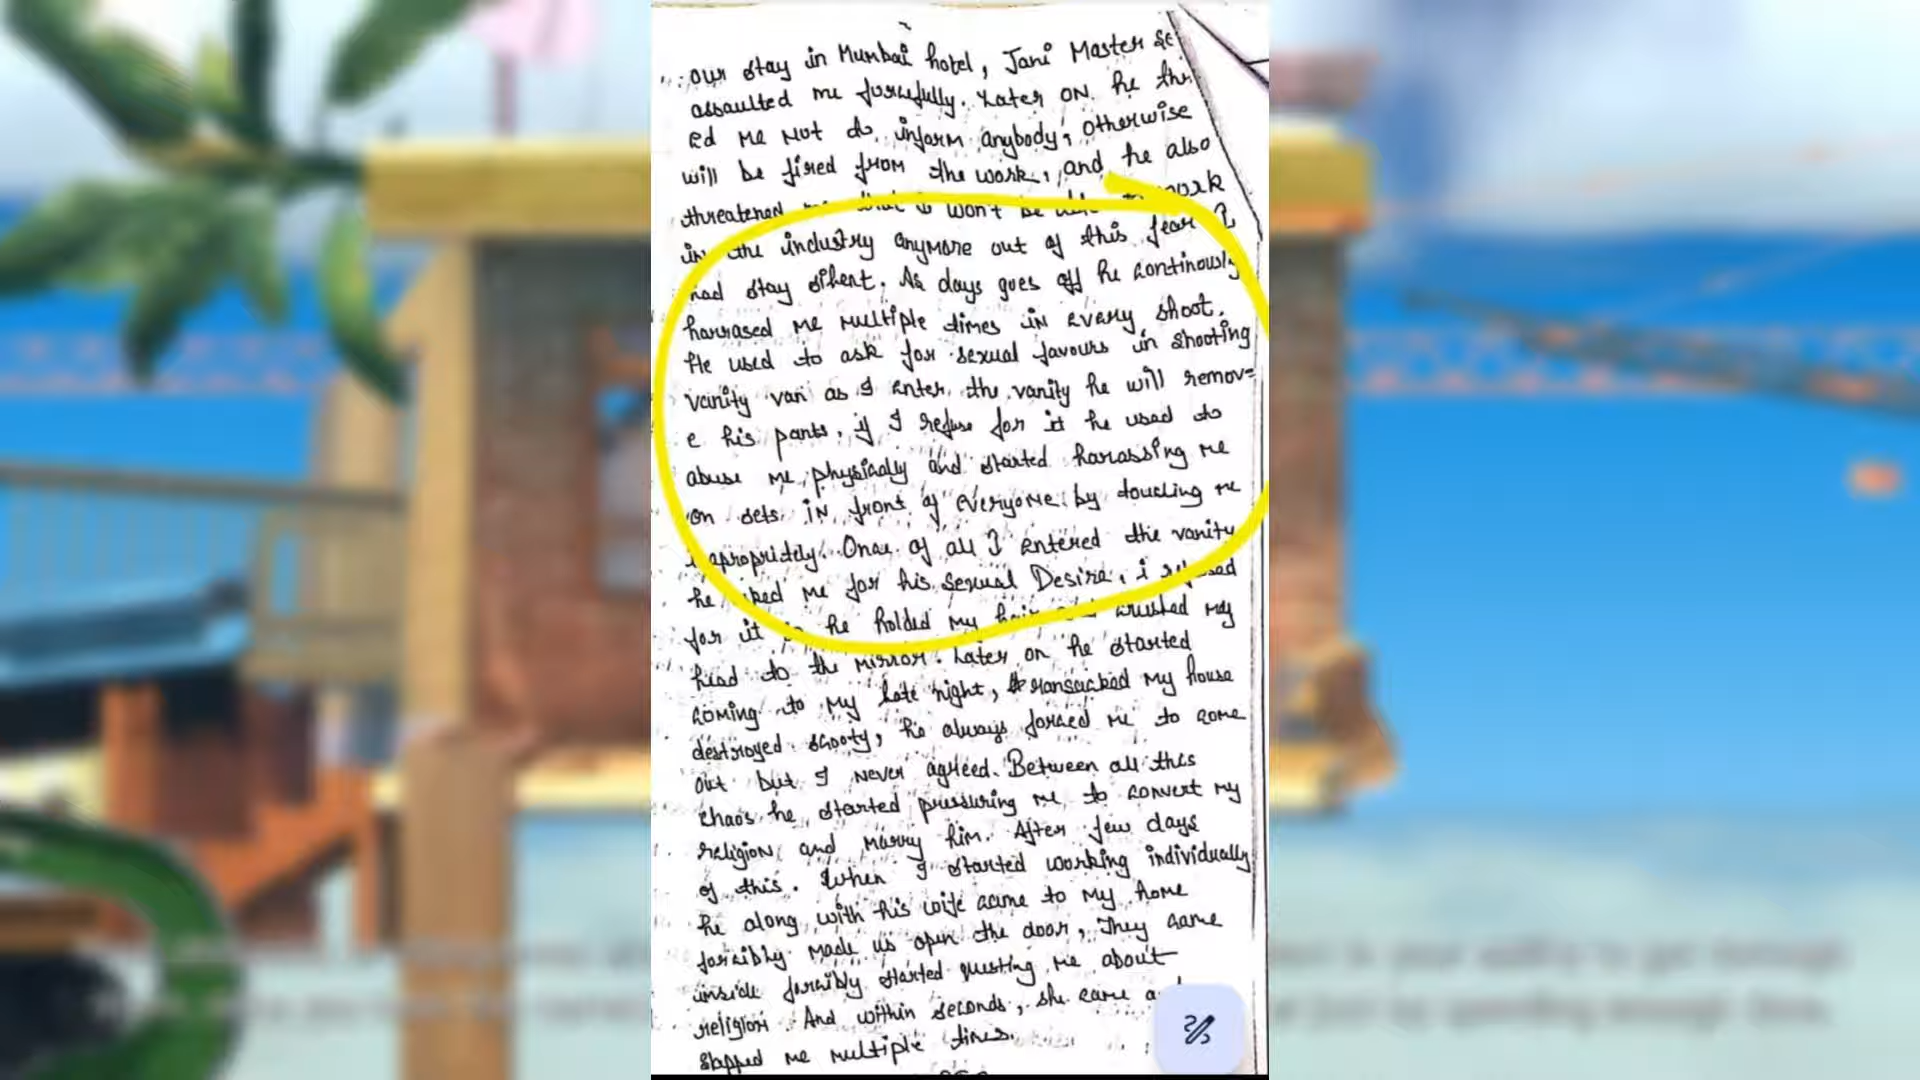 our stay in Mumbai hotel, Jani Master se
assaulted me forcefully. Later on he thr
ed me not to inform anybody, otherwise
will be fired from the work, and he also
threatened won't be work
in the industry anymore out of this fear I
had stay silent. As days goes off he continously
harrased me multiple times in every shoot.
He used to ask for sexual favours in shooting
vanity van as I enter the vanity he will remov-
e his pants, if I refuse for it he used to
abuse me physically and started harassing me
on sets in front of everyone by touching me
apropriately. Once of all I entered the vanity
he me for his sexual Desire, i refused
for it he holded my crushed my
head to the mirror. Later on he started
coming to my late night, ransacked my house
destroyed scooty, he always forced me to come
out but I never agreed. Between all this
chaos he started pressuring me to convert my
religion and marry him. After few days
of this. When I started working individually
he along with his wife came to my home
forcibly made us open the door, They came
inside forcibly started me about
religion. And within seconds, she came
slapped me multiple times.